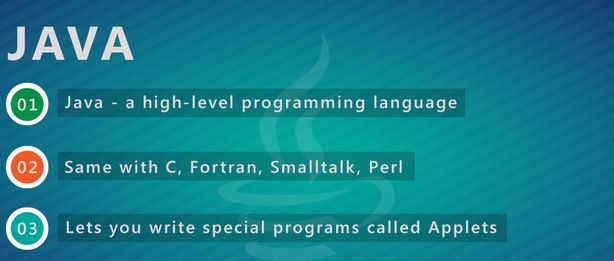 JAVA
01 Java - a high-level programming language
02 Same with C, Fortran, Smalltalk, Perl
03 Lets you write special programs called Applets